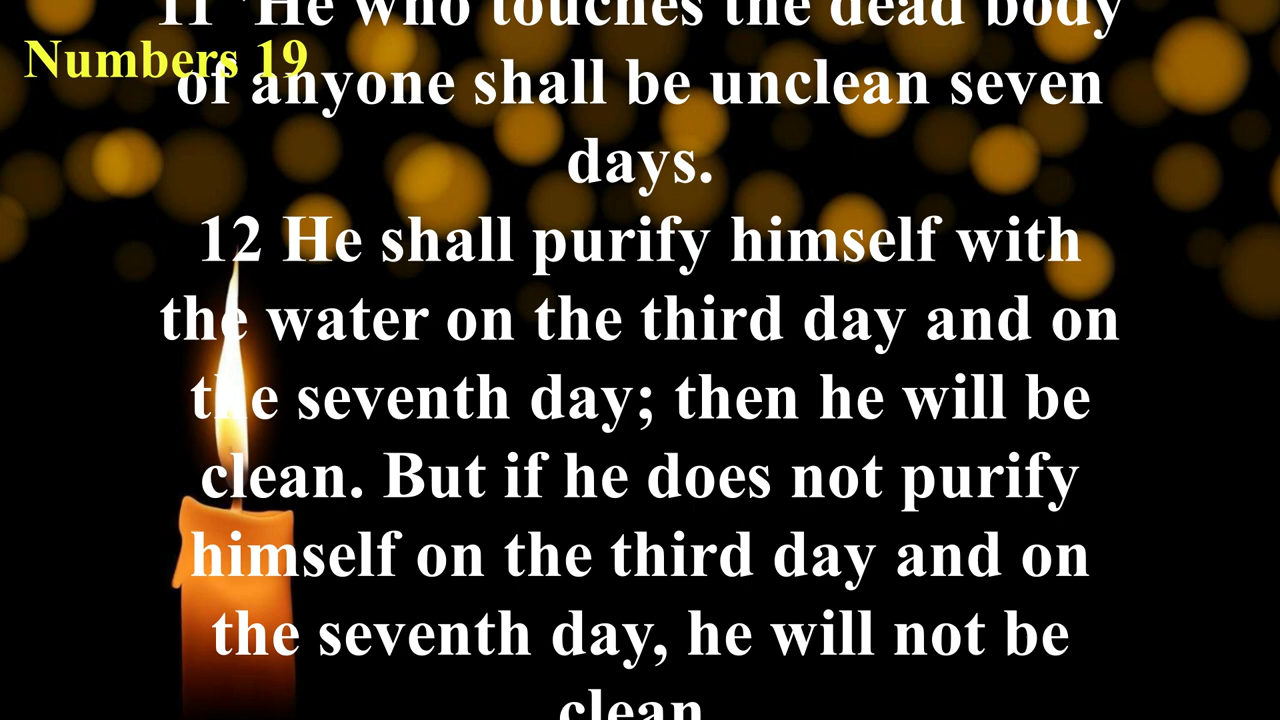 11 'He who touches the dead body
Numbers 19
of anyone shall be unclean seven
days.
12 He shall purify himself with
the water on the third day and on
the seventh day; then he will be
clean. But if he does not purify
himself on the third day and on
the seventh day, he will not be
clean